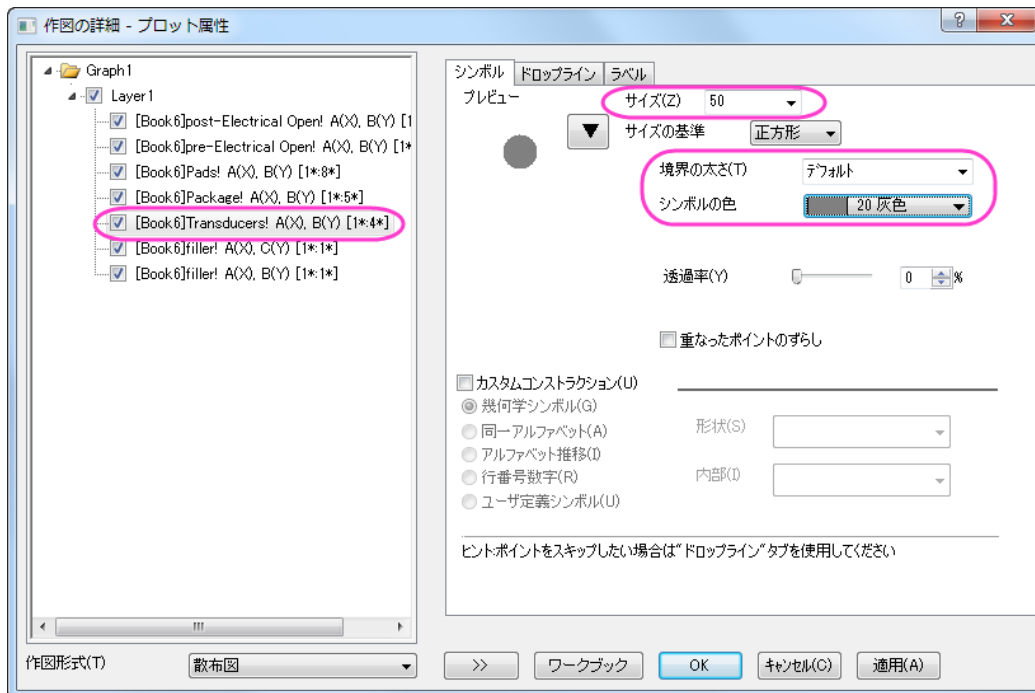 作図の詳細 - プロット属性
Graph1
Layer1
[Book6]post-Electrical Open! A(X), B(Y) [1
[Book6]pre-Electrical Open! A(X), B(Y) [1*
[Book6]Pads! A(X), B(Y) [1*:8*]
[Book6]Package! A(X), B(Y) [1*:5*]
[Book6]Transducers! A(X), B(Y) [1*:4*]
[Book6]filler! A(X), C(Y) [1*:1*]
[Book6]filler! A(X), B(Y) [1*:1*]
作図形式(T) 散布図
シンボル ドロップライン ラベル
プレビュー サイズ(Z) 50
サイズの基準 正方形
境界の太さ(T) デフォルト
シンボルの色 20 灰色
透過率(Y) 0 %
重なったポイントのずらし
カスタムコンストラクション(U)
幾何学シンボル(G)
同一アルファベット(A)
アルファベット推移(I)
行番号数字(R)
ユーザ定義シンボル(U)
形状(S)
内部(I)
ヒント:ポイントをスキップしたい場合は"ドロップライン"タブを使用してください
>> ワークブック OK キャンセル(C) 適用(A)